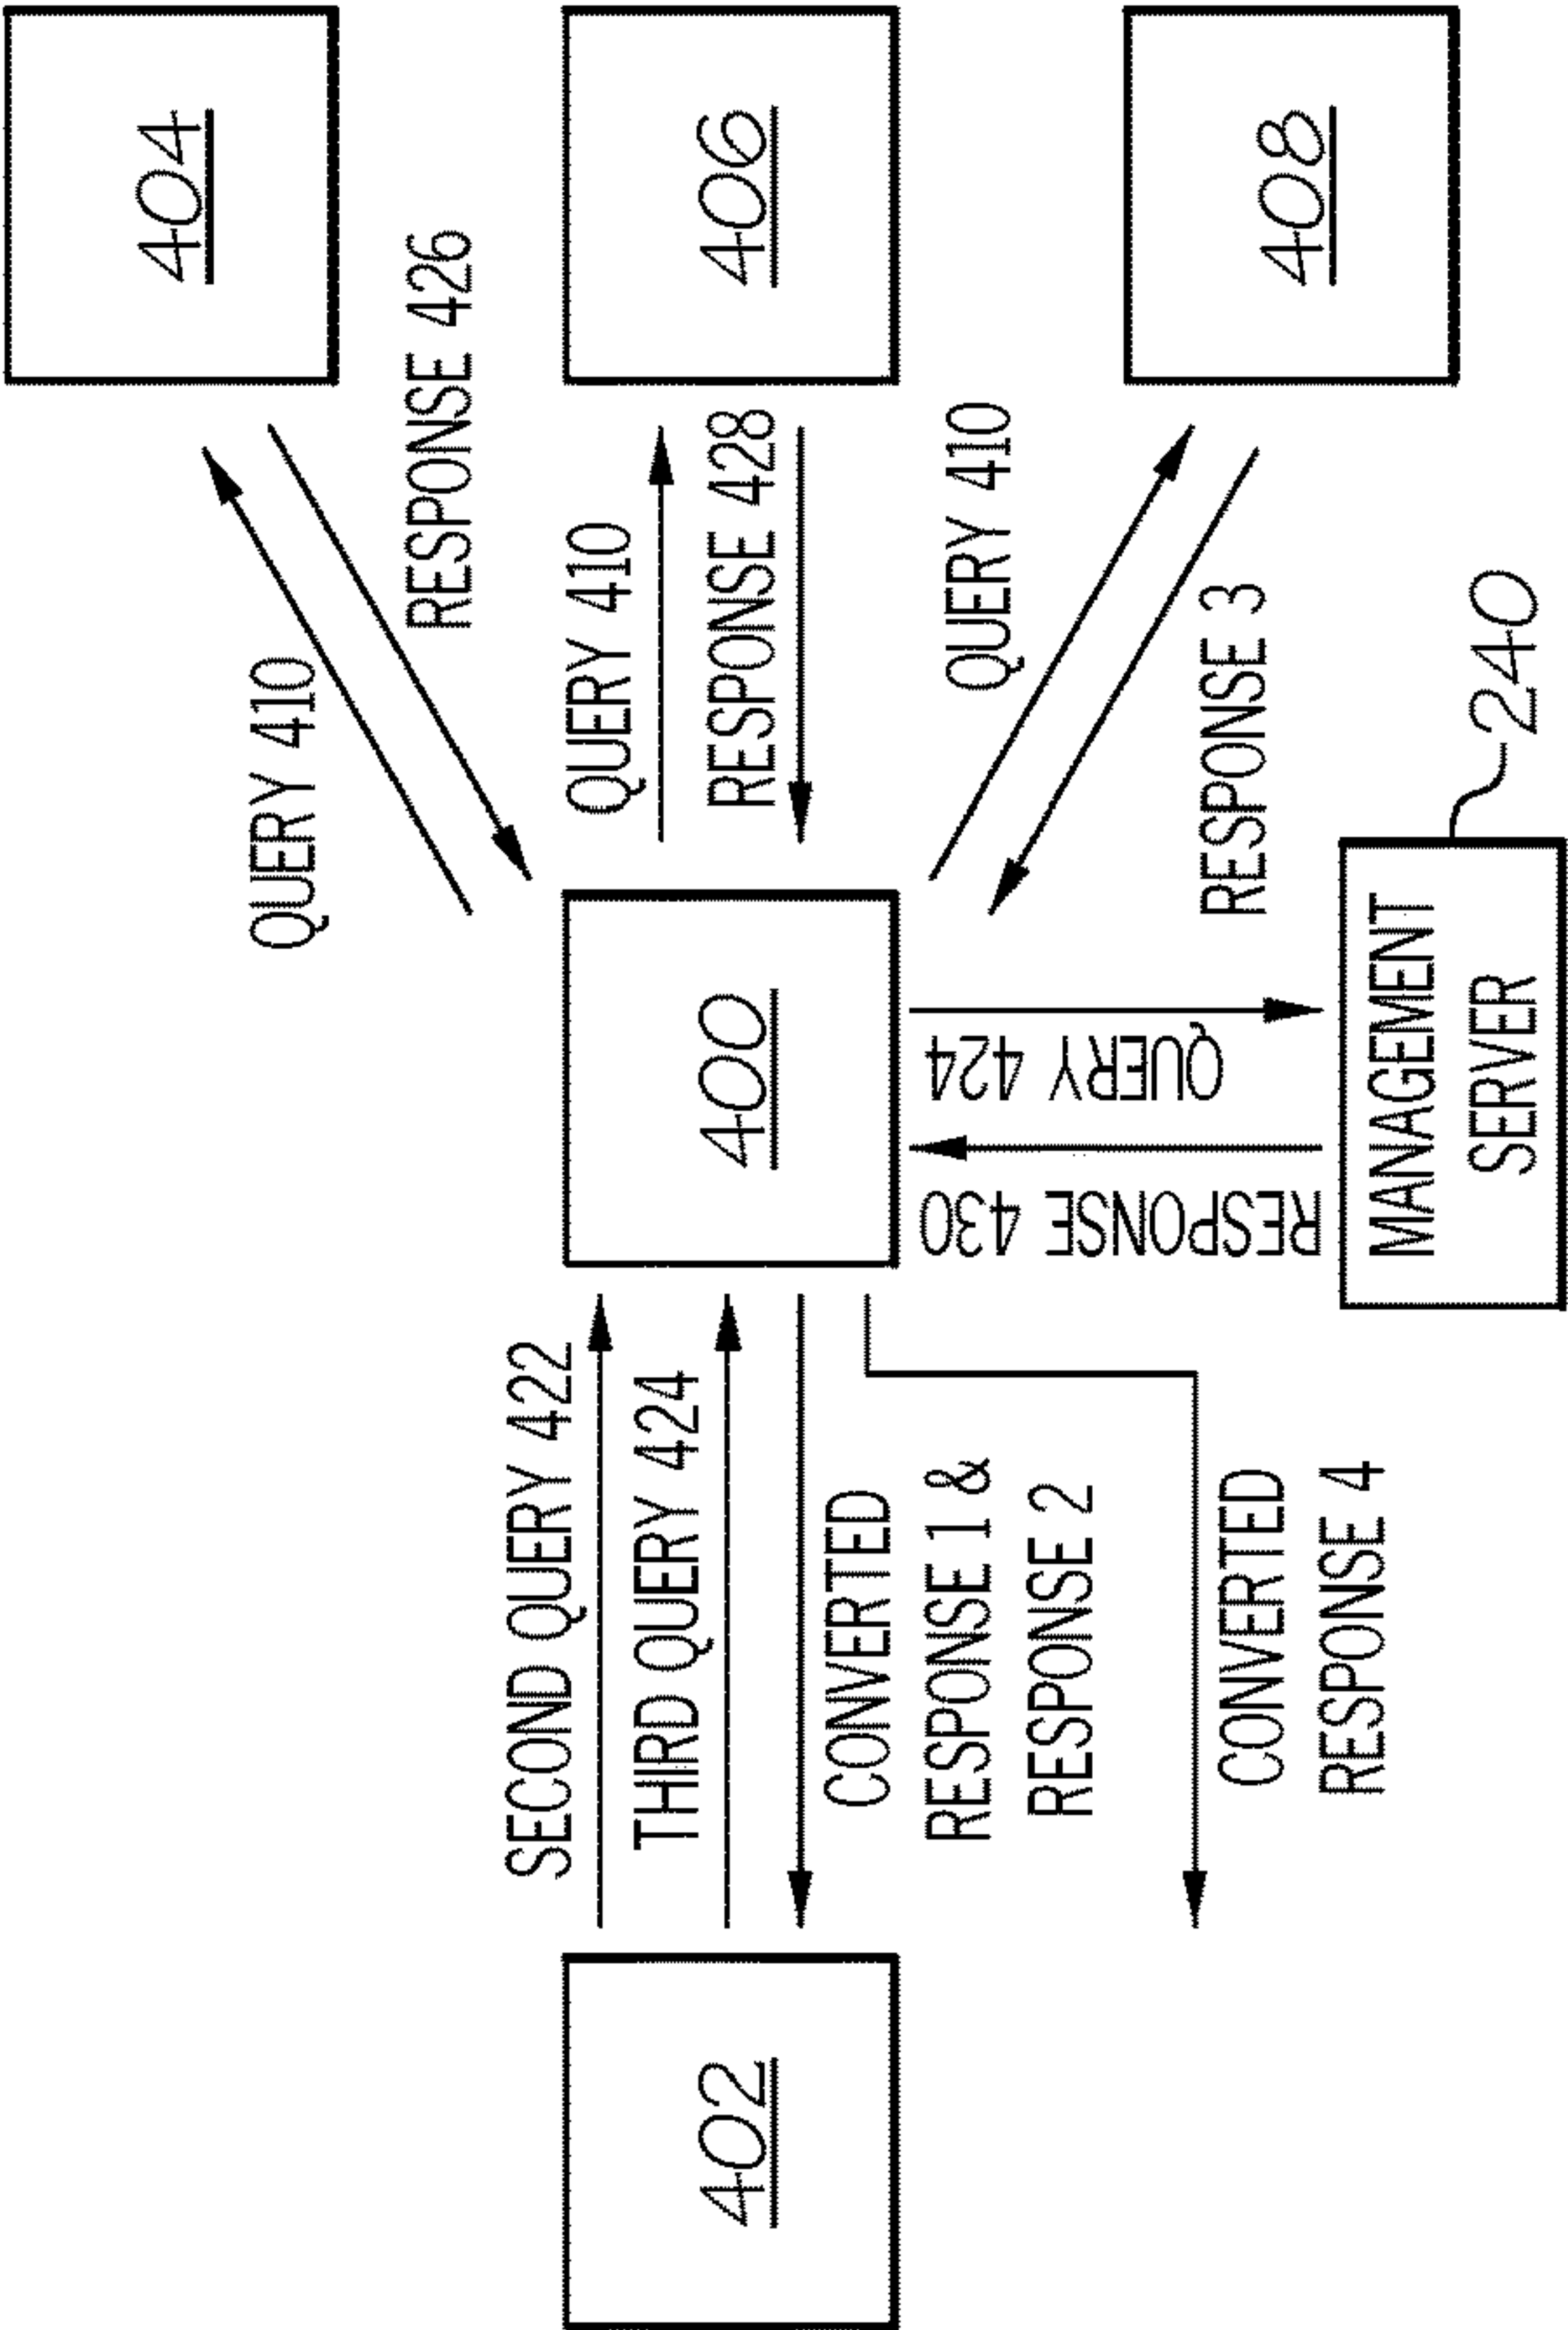 404
QUERY 410
RESPONSE 426
SECOND QUERY 422
THIRD QUERY 424
QUERY 410
402
400
RESPONSE 428
406
CONVERTED
RESPONSE 1 &
RESPONSE 2
RESPONSE 430
QUERY 424
QUERY 410
RESPONSE 3
408
CONVERTED
RESPONSE 4
MANAGEMENT
SERVER
240